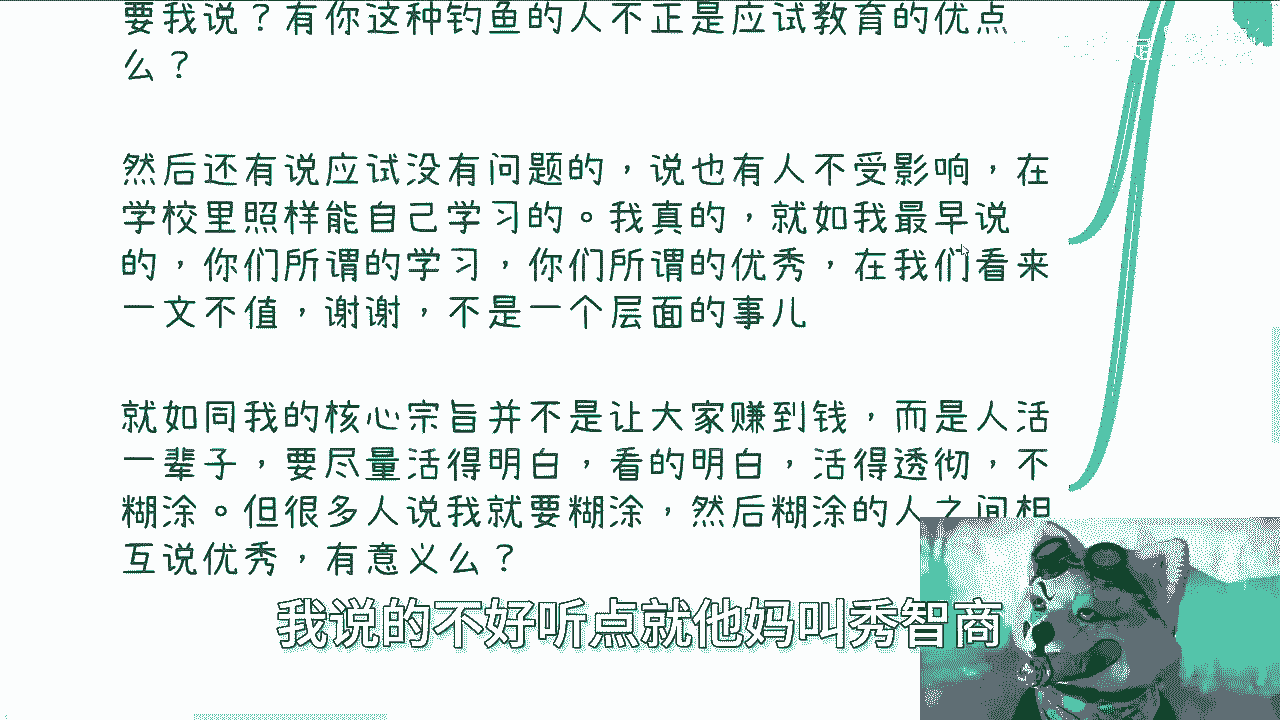 要我说？有你这种钓鱼的人不正是应试教育的优点
么？
然后还有说应试没有问题的，说也有人不受影响，在
学校里照样能自己学习的。我真的，就如我最早说
的，你们所谓的学习，你们所谓的优秀，在我们看来
一文不值，谢谢，不是一个层面的事儿
就如同我的核心宗旨并不是让大家赚到钱，而是人活
一辈子，要尽量活得明白，看的明白，活得透彻，不
糊涂。但很多人说我就要糊涂，然后糊涂的人之间相
互说优秀，有意义么？
我说的不好听点就他妈叫秀智商